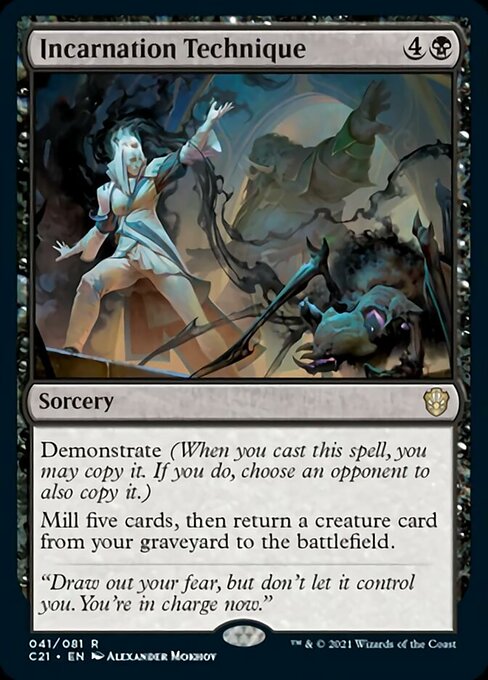 Incarnation Technique 4
Sorcery
Demonstrate (When you cast this spell, you
may copy it. If you do, choose an opponent to
also copy it.)
Mill five cards, then return a creature card
from your graveyard to the battlefield.
“Draw out your fear, but don’t let it control
you. You’re in charge now.”
041/081 R
C21 • EN Alexander Mokhov
™ & © 2021 Wizards of the Coast